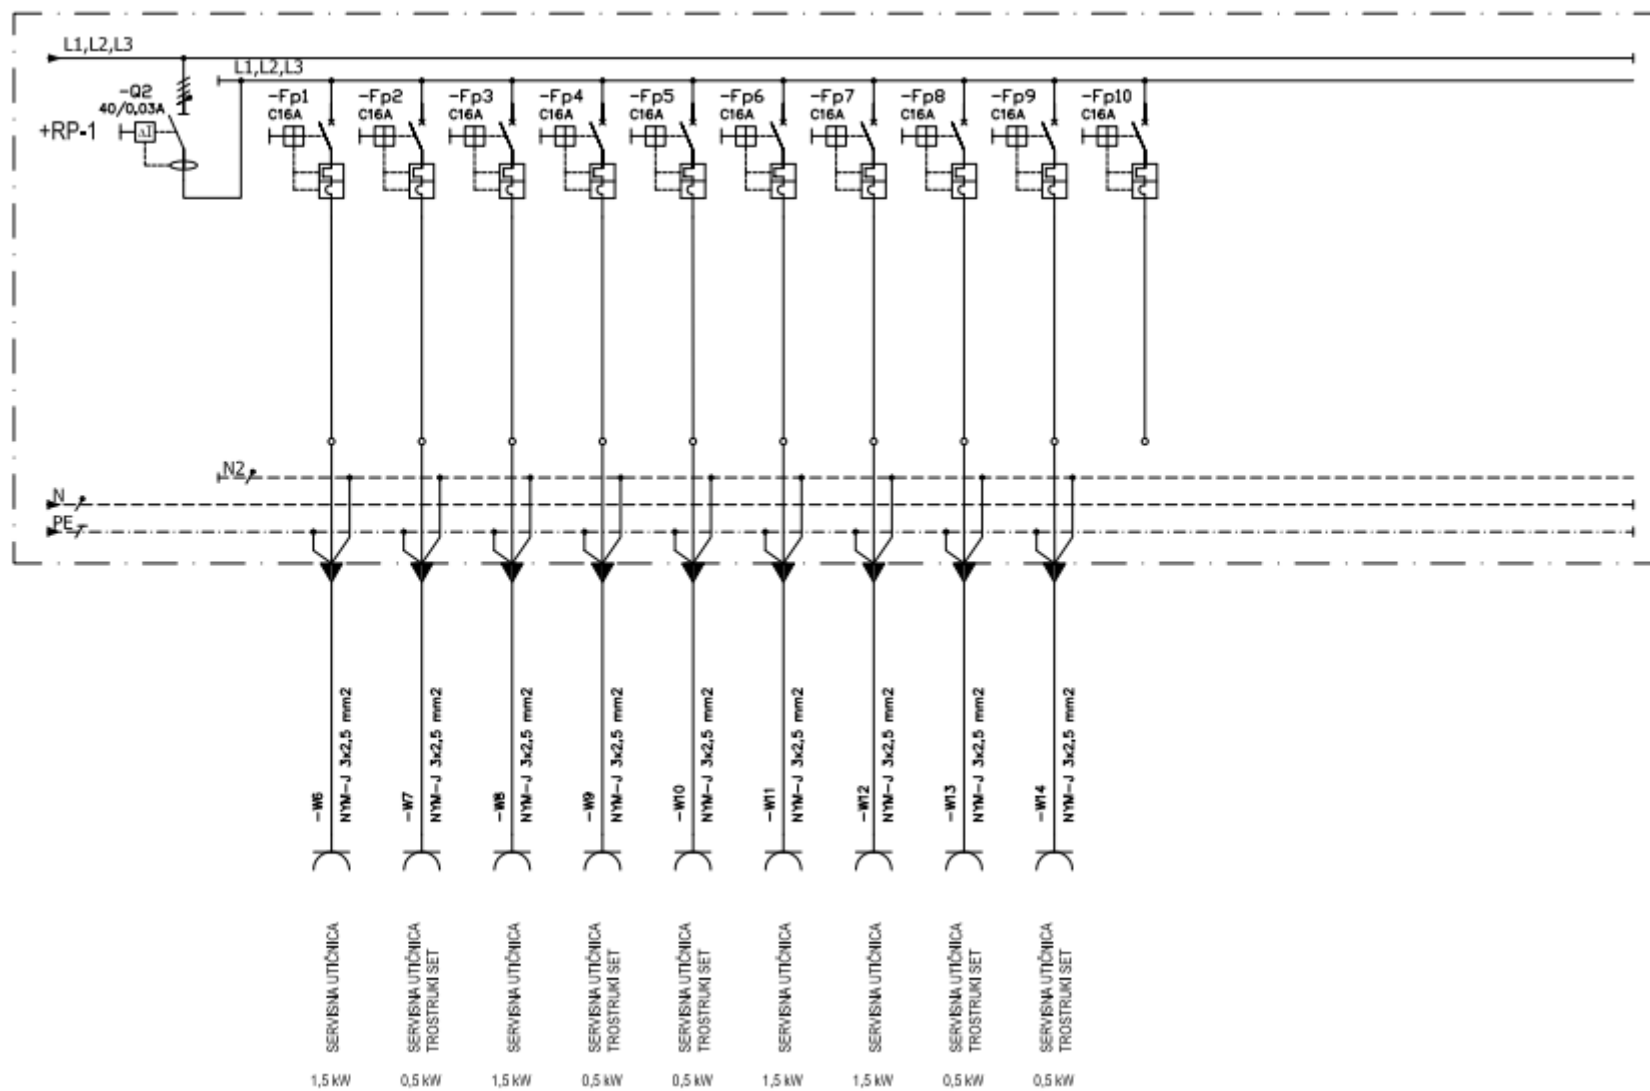 L1,L2,L3
L1,L2,L3
-Q2
40/0,03A
+RP-1
ΔI
-Fp1
C16A
-Fp2
C16A
-Fp3
C16A
-Fp4
C16A
-Fp5
C16A
-Fp6
C16A
-Fp7
C16A
-Fp8
C16A
-Fp9
C16A
-Fp10
C16A
N2
N
PE
-W6
NYM-J 3x2,5 mm2
-W7
NYM-J 3x2,5 mm2
-W8
NYM-J 3x2,5 mm2
-W9
NYM-J 3x2,5 mm2
-W10
NYM-J 3x2,5 mm2
-W11
NYM-J 3x2,5 mm2
-W12
NYM-J 3x2,5 mm2
-W13
NYM-J 3x2,5 mm2
-W14
NYM-J 3x2,5 mm2
SERVISNA UTIČNICA
1,5 kW
SERVISNA UTIČNICA
TROSTRUKI SET
0,5 kW
SERVISNA UTIČNICA
1,5 kW
SERVISNA UTIČNICA
TROSTRUKI SET
0,5 kW
SERVISNA UTIČNICA
TROSTRUKI SET
0,5 kW
SERVISNA UTIČNICA
1,5 kW
SERVISNA UTIČNICA
1,5 kW
SERVISNA UTIČNICA
TROSTRUKI SET
0,5 kW
SERVISNA UTIČNICA
TROSTRUKI SET
0,5 kW